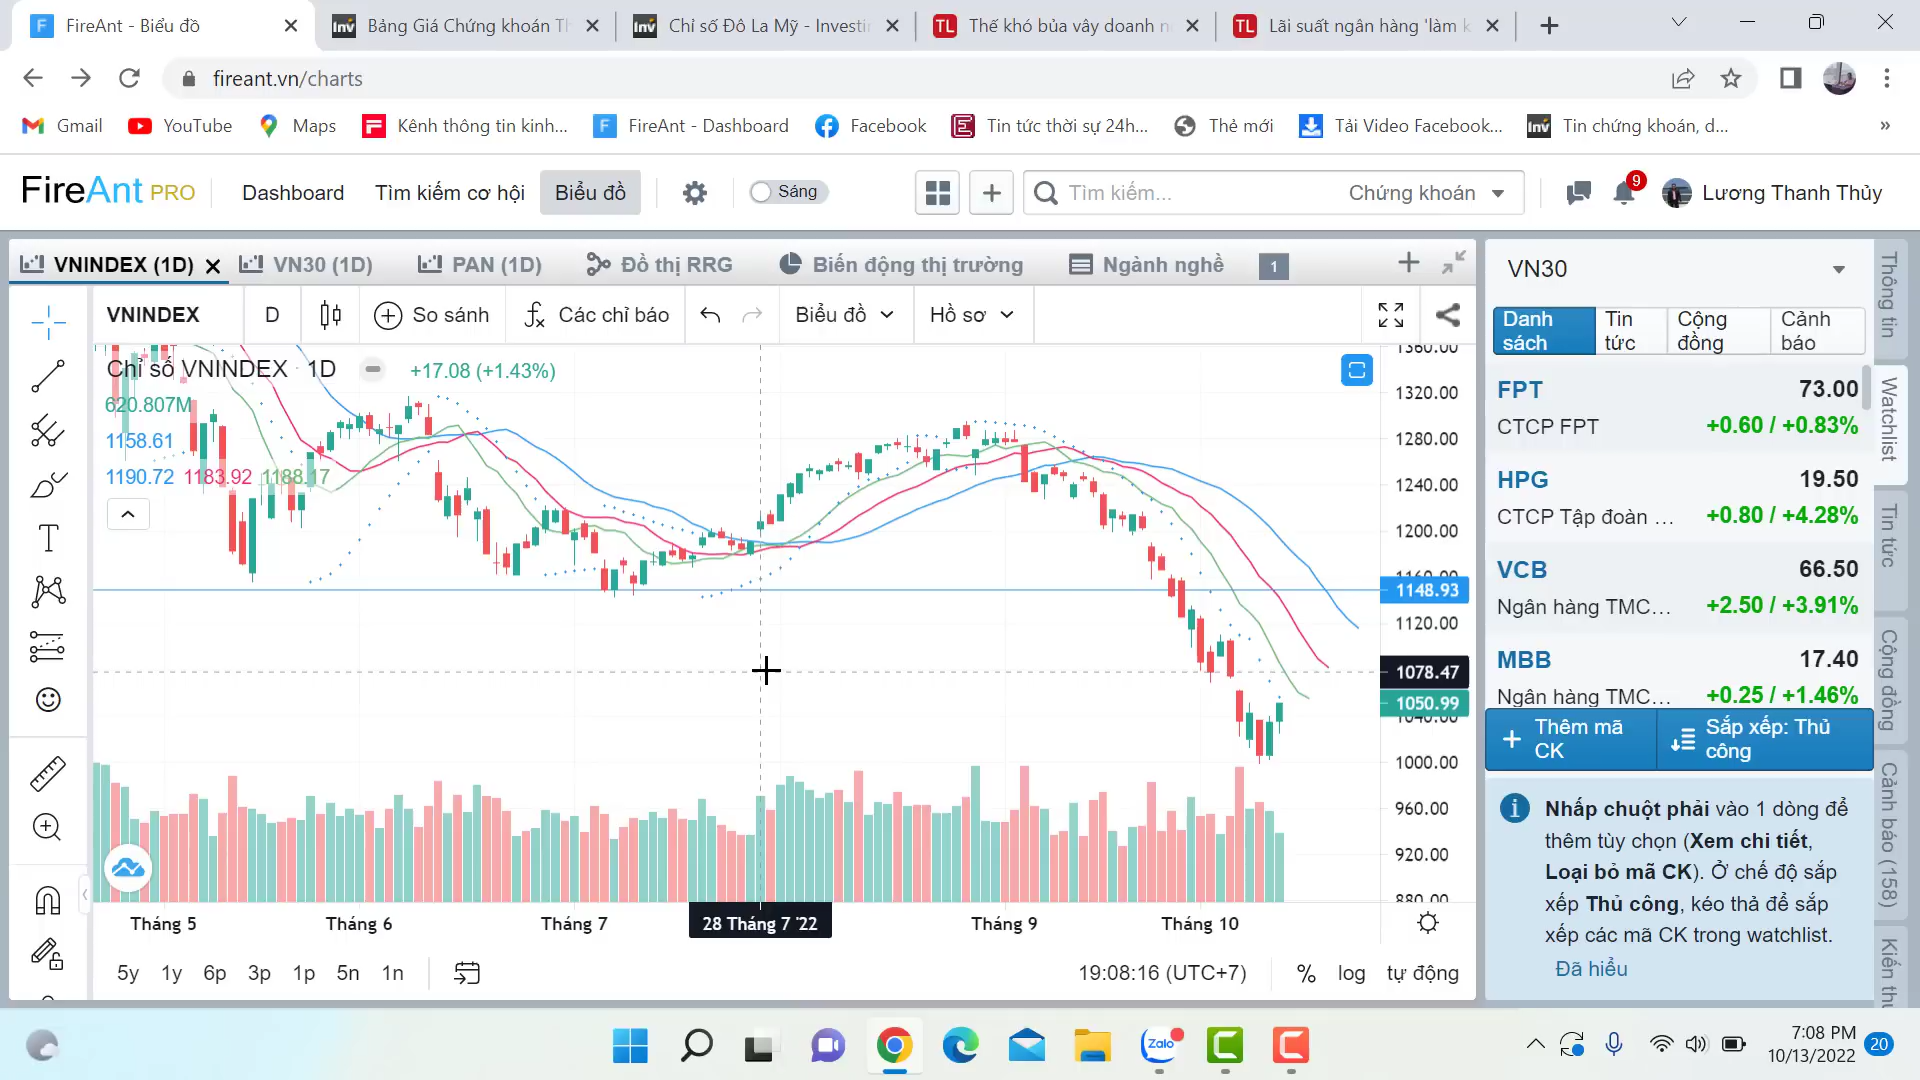 FireAnt - Biểu đồ
Bảng Giá Chứng khoán Th
Chỉ số Đô La Mỹ - Investi
Thế khó bủa vây doanh n
Lãi suất ngân hàng 'làm k
fireant.vn/charts
Gmail
YouTube
Maps
Kênh thông tin kinh...
FireAnt - Dashboard
Facebook
Tin tức thời sự 24h...
Thẻ mới
Tải Video Facebook...
Tin chứng khoán, d...
»
FireAnt PRO
Dashboard
Tìm kiếm cơ hội
Biểu đồ
Sáng
Tìm kiếm...
Chứng khoán
9
Lương Thanh Thủy
VNINDEX (1D)
VN30 (1D)
PAN (1D)
Đồ thị RRG
Biến động thị trường
Ngành nghề
1
VNINDEX
D
So sánh
Các chỉ báo
Biểu đồ
Hồ sơ
Chỉ số VNINDEX 1D
+17.08 (+1.43%)
620.807M
1158.61
1190.72 1183.92 1188.17
1360.00
1320.00
1280.00
1240.00
1200.00
1160.00
1148.93
1120.00
1078.47
1050.99
1040.00
1000.00
960.00
920.00
880.00
Tháng 5
Tháng 6
Tháng 7
28 Tháng 7 '22
Tháng 9
Tháng 10
5y 1y 6p 3p 1p 5n 1n
19:08:16 (UTC+7)
% log tự động
VN30
Danh sách
Tin tức
Cộng đồng
Cảnh báo
FPT 73.00
CTCP FPT +0.60 / +0.83%
HPG 19.50
CTCP Tập đoàn ... +0.80 / +4.28%
VCB 66.50
Ngân hàng TMC... +2.50 / +3.91%
MBB 17.40
Ngân hàng TMC... +0.25 / +1.46%
Thêm mã CK
Sắp xếp: Thủ công
Nhấp chuột phải vào 1 dòng để
thêm tùy chọn (Xem chi tiết,
Loại bỏ mã CK). Ở chế độ sắp
xếp Thủ công, kéo thả để sắp
xếp các mã CK trong watchlist.
Đã hiểu
Thông tin
Watchlist
Tin tức
Cộng đồng
Cảnh báo (158)
Kiến thứ
Zalo
7:08 PM
10/13/2022
20